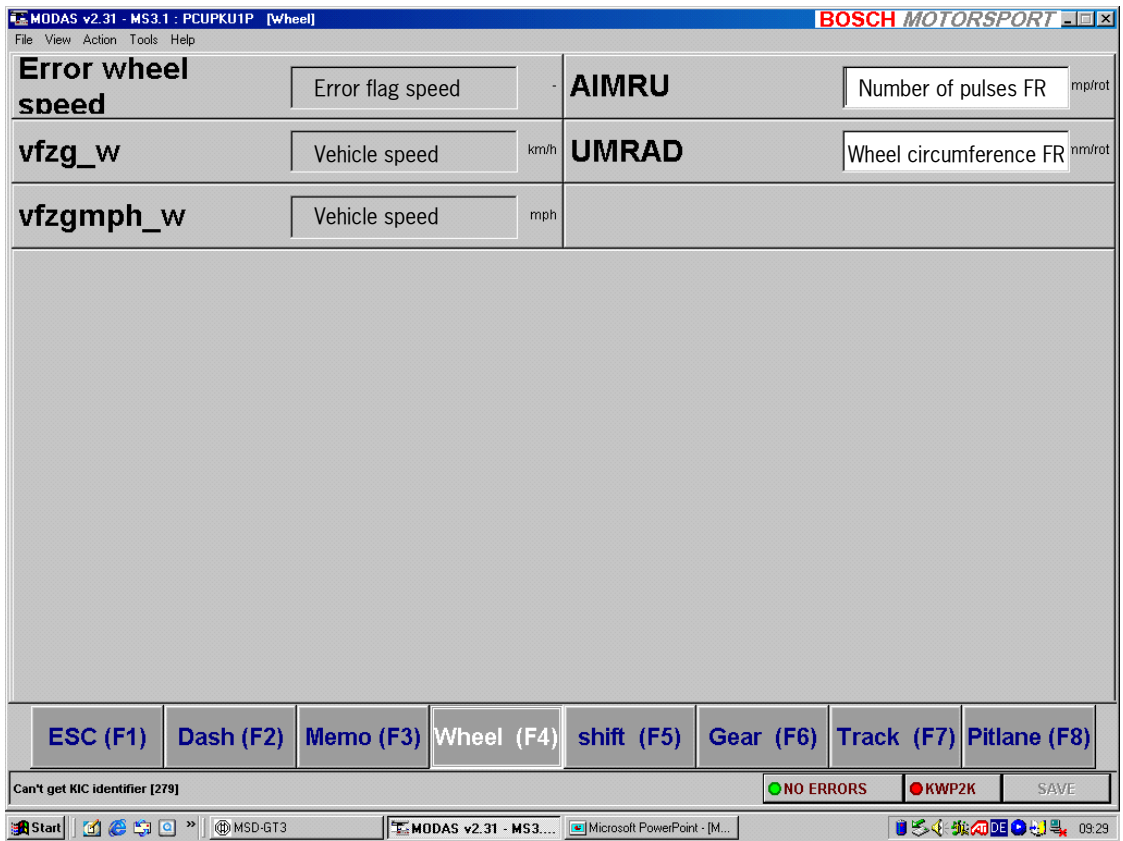 MODAS v2.31 - MS3.1 : PCUPKU1P [Wheel]
BOSCH MOTORSPORT
File View Action Tools Help
Error wheel speed
Error flag speed
-
AIMRU
Number of pulses FR
mp/rot
vfzg_w
Vehicle speed
km/h
UMRAD
Wheel circumference FR
mm/rot
vfzgmph_w
Vehicle speed
mph
ESC (F1) Dash (F2) Memo (F3) Wheel (F4) shift (F5) Gear (F6) Track (F7) Pitlane (F8)
Can't get KIC identifier [279]
NO ERRORS KWP2K SAVE
Start » MSD-GT3 MODAS v2.31 - MS3.... Microsoft PowerPoint - [M... DE 09:29